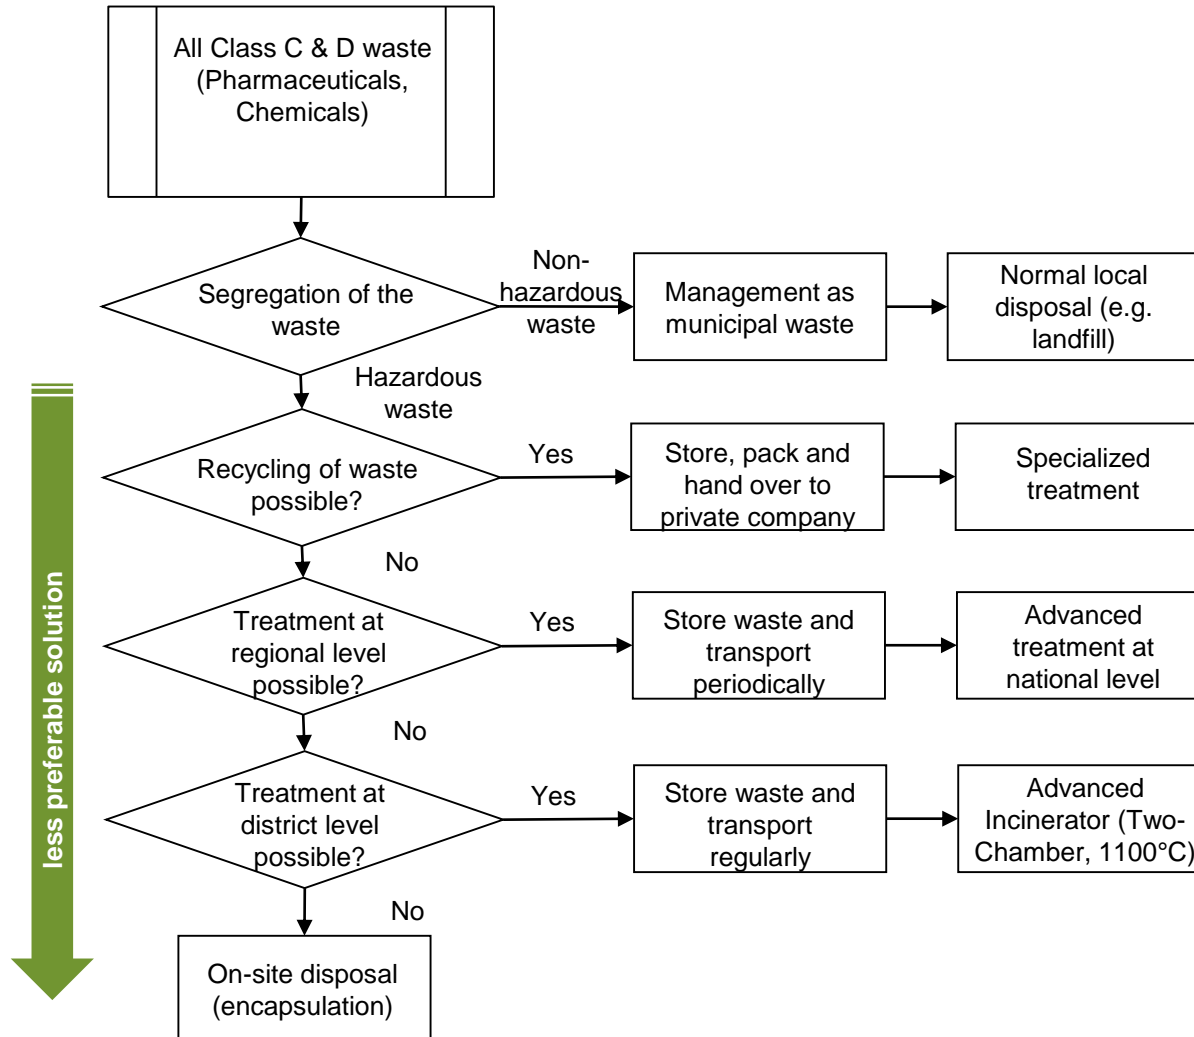 All Class C & D waste
(Pharmaceuticals,
Chemicals)
Segregation of the
waste
Non-
hazardous
waste
Management as
municipal waste
Normal local
disposal (e.g.
landfill)
Hazardous
waste
Recycling of waste
possible?
Yes
Store, pack and
hand over to
private company
Specialized
treatment
No
Treatment at
regional level
possible?
Yes
Store waste and
transport
periodically
Advanced
treatment at
national level
No
Treatment at
district level
possible?
Yes
Store waste and
transport
regularly
Advanced
Incinerator (Two-
Chamber, 1100°C)
No
On-site disposal
(encapsulation)
less preferable solution